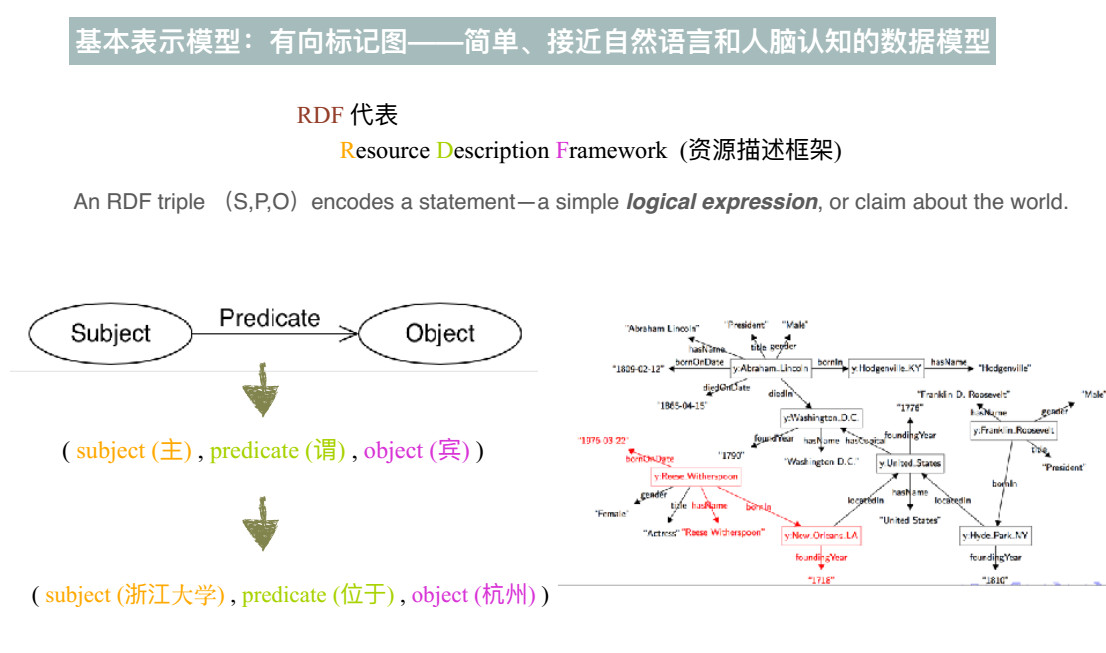 基本表示模型：有向标记图——简单、接近自然语言和人脑认知的数据模型
RDF 代表
Resource Description Framework (资源描述框架)
An RDF triple （S,P,O）encodes a statement—a simple logical expression, or claim about the world.
Subject
Predicate
Object
( subject (主) , predicate (谓) , object (宾) )
( subject (浙江大学) , predicate (位于) , object (杭州) )
"Abraham Lincoln"
"President"
"Male"
hasName
title
gender
"1809-02-12"
bornOnDate
y:Abraham_Lincoln
bornIn
y:Hodgenville_KY
hasName
"Hodgenville"
diedOnDate
"1865-04-15"
diedIn
"Franklin D. Roosevelt"
"Male"
hasName
gender
y:Washington_D.C
"1776"
y:Franklin_Roosevelt
title
"President"
foundYear
hasName
hasCapital
foundingYear
"1790"
"Washington D.C."
y:United_States
bornIn
"1976-03-22"
bornOnDate
y:Reese_Witherspoon
gender
title
hasName
bornIn
"Female"
"Actress"
"Reese Witherspoon"
locatedIn
hasName
locatedIn
"United States"
y:New_Orleans_LA
y:Hyde_Park_NY
foundingYear
foundingYear
"1718"
"1810"